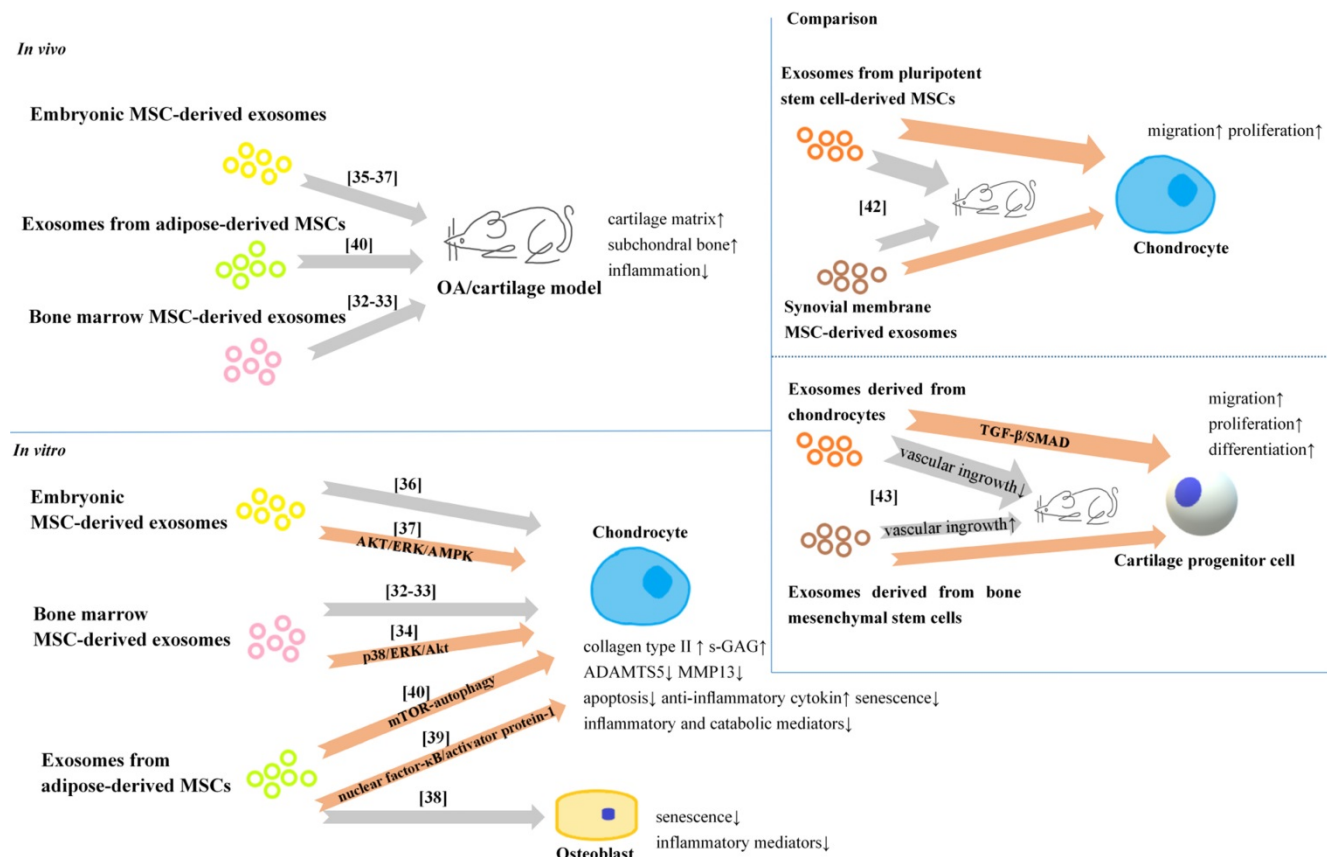 In vivo
Embryonic MSC-derived exosomes
[35-37]
Exosomes from adipose-derived MSCs
[40]
Bone marrow MSC-derived exosomes
[32-33]
OA/cartilage model
cartilage matrix↑
subchondral bone↑
inflammation↓
In vitro
Embryonic
MSC-derived exosomes
[36]
[37]
AKT/ERK/AMPK
Bone marrow
MSC-derived exosomes
[32-33]
[34]
p38/ERK/Akt
Exosomes from
adipose-derived MSCs
[40]
mTOR-autophagy
[39]
nuclear factor-κB/activator protein-1
[38]
Chondrocyte
collagen type II ↑ s-GAG↑
ADAMTS5↓ MMP13↓
apoptosis↓ anti-inflammatory cytokin↑ senescence↓
inflammatory and catabolic mediators↓
Osteoblast
senescence↓
inflammatory mediators↓
Comparison
Exosomes from pluripotent
stem cell-derived MSCs
[42]
Synovial membrane
MSC-derived exosomes
migration↑ proliferation↑
Chondrocyte
Exosomes derived from
chondrocytes
TGF-β/SMAD
vascular ingrowth↓
[43]
vascular ingrowth↑
Exosomes derived from bone
mesenchymal stem cells
migration↑
proliferation↑
differentiation↑
Cartilage progenitor cell